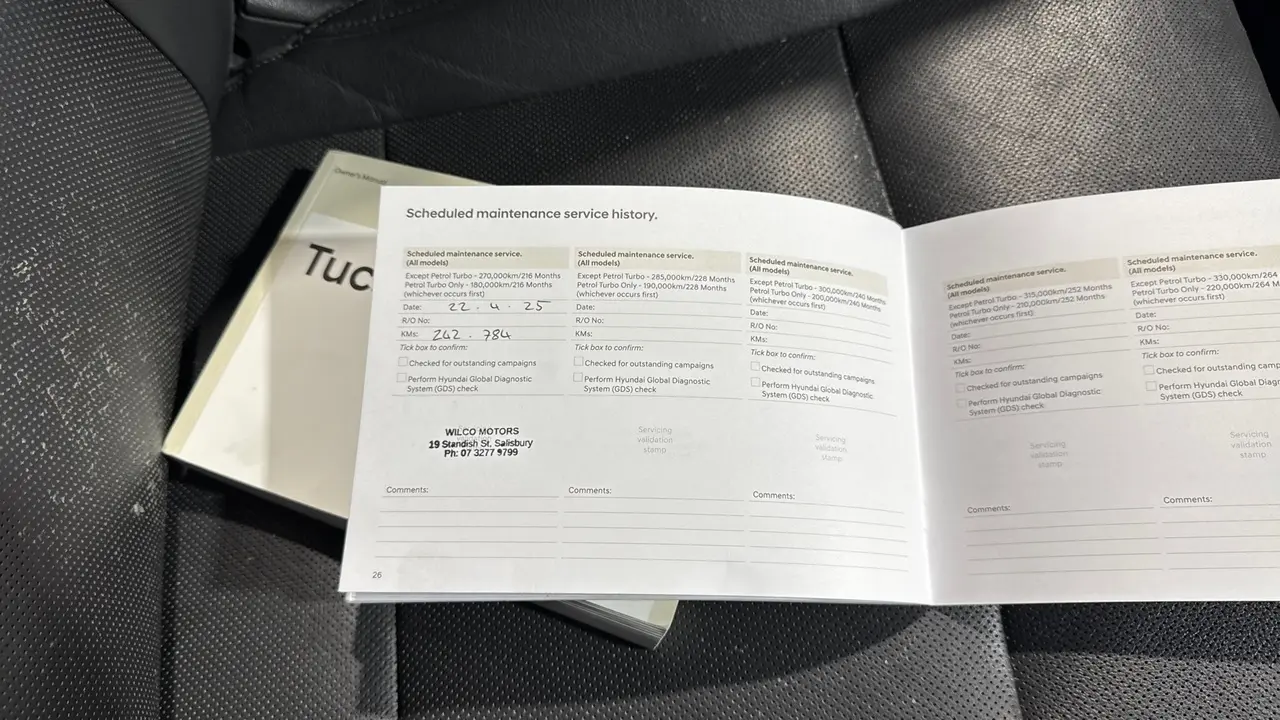 Owner's Manual
Tuc
Scheduled maintenance service history.
Scheduled maintenance service.
(All models)
Except Petrol Turbo - 270,000km/216 Months
Petrol Turbo Only - 180,000km/216 Months
(whichever occurs first)
Date: 22 . 4 . 25
R/O No:
KMs: 242 . 784
Tick box to confirm:
Checked for outstanding campaigns
Perform Hyundai Global Diagnostic
System (GDS) check
WILCO MOTORS
19 Standish St, Salisbury
Ph: 07 3277 9799
Comments:
26
Scheduled maintenance service.
(All models)
Except Petrol Turbo - 285,000km/228 Months
Petrol Turbo Only - 190,000km/228 Months
(whichever occurs first)
Date:
R/O No:
KMs:
Tick box to confirm:
Checked for outstanding campaigns
Perform Hyundai Global Diagnostic
System (GDS) check
Servicing
validation
stamp
Comments:
Scheduled maintenance service.
(All models)
Except Petrol Turbo - 300,000km/240 Months
Petrol Turbo Only - 200,000km/240 Months
(whichever occurs first)
Date:
R/O No:
KMs:
Tick box to confirm:
Checked for outstanding campaigns
Perform Hyundai Global Diagnostic
System (GDS) check
Servicing
validation
stamp
Comments:
Scheduled maintenance service.
(All models)
Except Petrol Turbo - 315,000km/252 Months
Petrol Turbo Only - 210,000km/252 Months
(whichever occurs first)
Date:
R/O No:
KMs:
Tick box to confirm:
Checked for outstanding campaigns
Perform Hyundai Global Diagnostic
System (GDS) check
Servicing
validation
stamp
Comments:
Scheduled maintenance service.
(All models)
Except Petrol Turbo - 330,000km/264
Petrol Turbo Only - 220,000km/264 M
(whichever occurs first)
Date:
R/O No:
KMs:
Tick box to confirm:
Checked for outstanding camp
Perform Hyundai Global Diag
System (GDS) check
Servicing
validation
stamp
Comments: